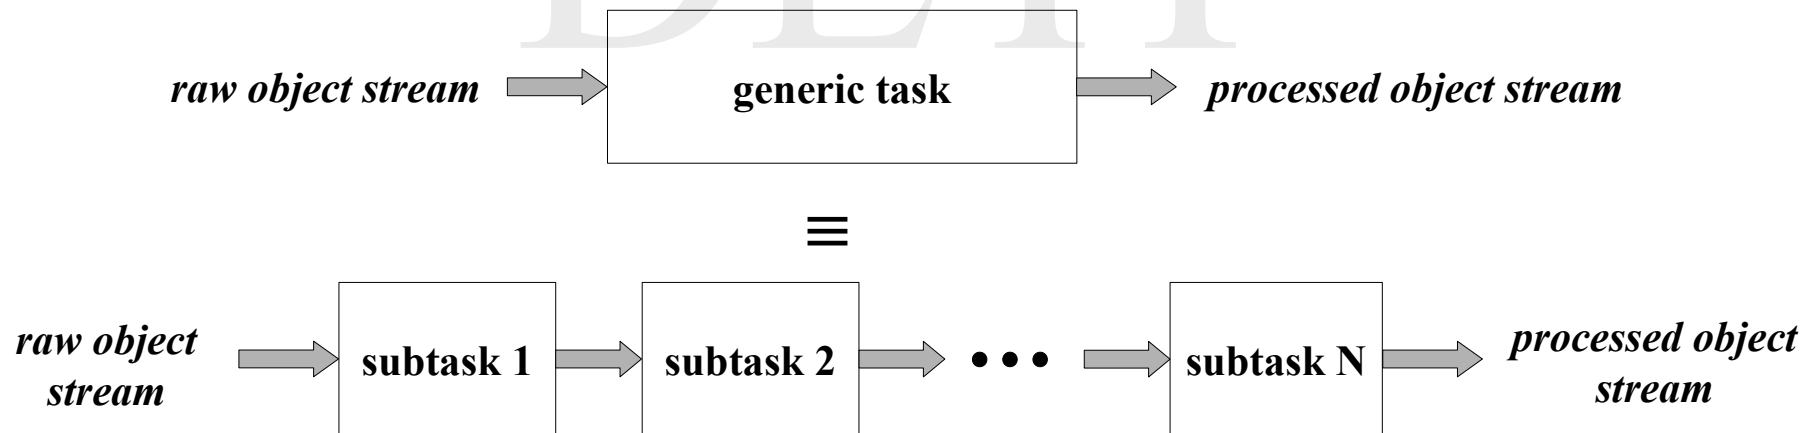 raw object stream
generic task
processed object stream
≡
raw object
stream
subtask 1
subtask 2
•••
subtask N
processed object
stream